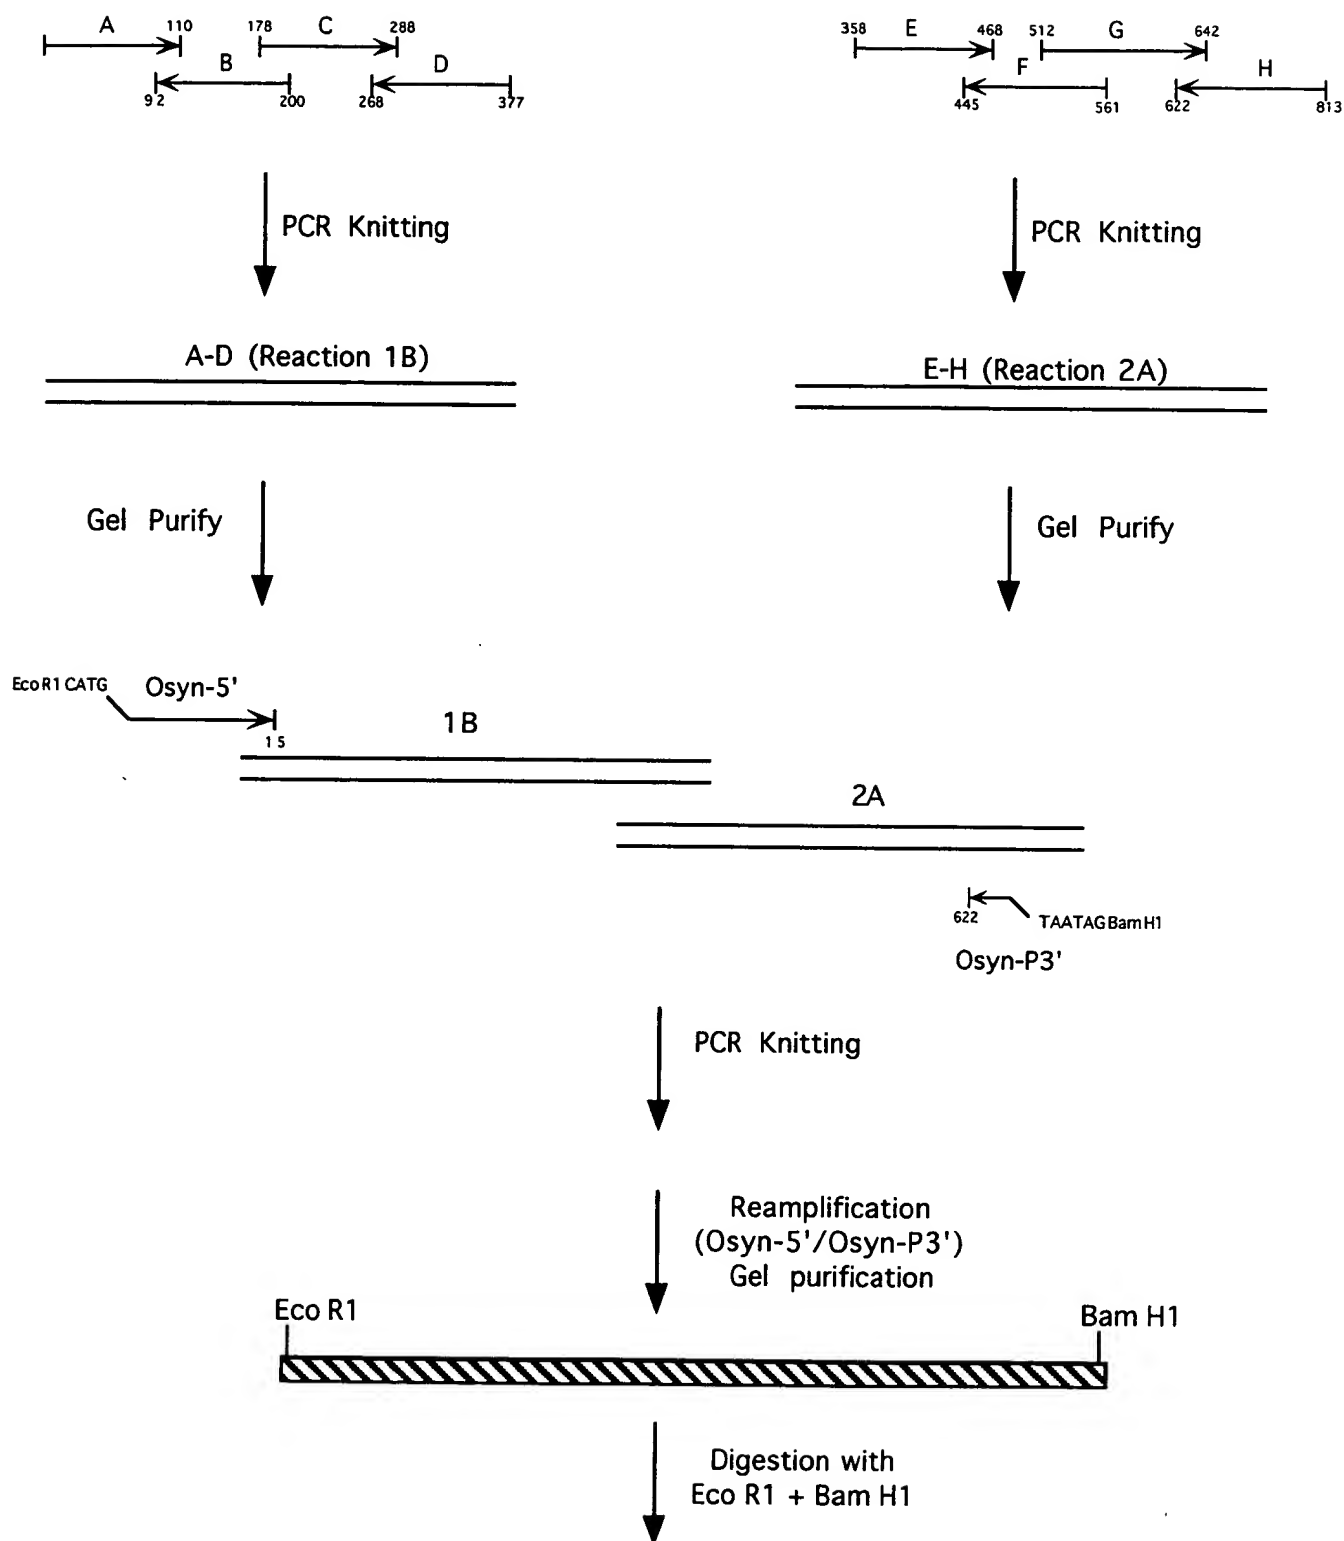 A 110 178 C 288
B D
92 200 268 377
358 E 468 512 G 642
F H
445 561 622 813
PCR Knitting
PCR Knitting
A-D (Reaction 1B)
E-H (Reaction 2A)
Gel Purify
Gel Purify
EcoR1 CATG Osyn-5'
15
1B
2A
622
TAATAGBamH1
Osyn-P3'
PCR Knitting
Reamplification
(Osyn-5'/Osyn-P3')
Gel purification
Eco R1
Bam H1
Digestion with
Eco R1 + Bam H1